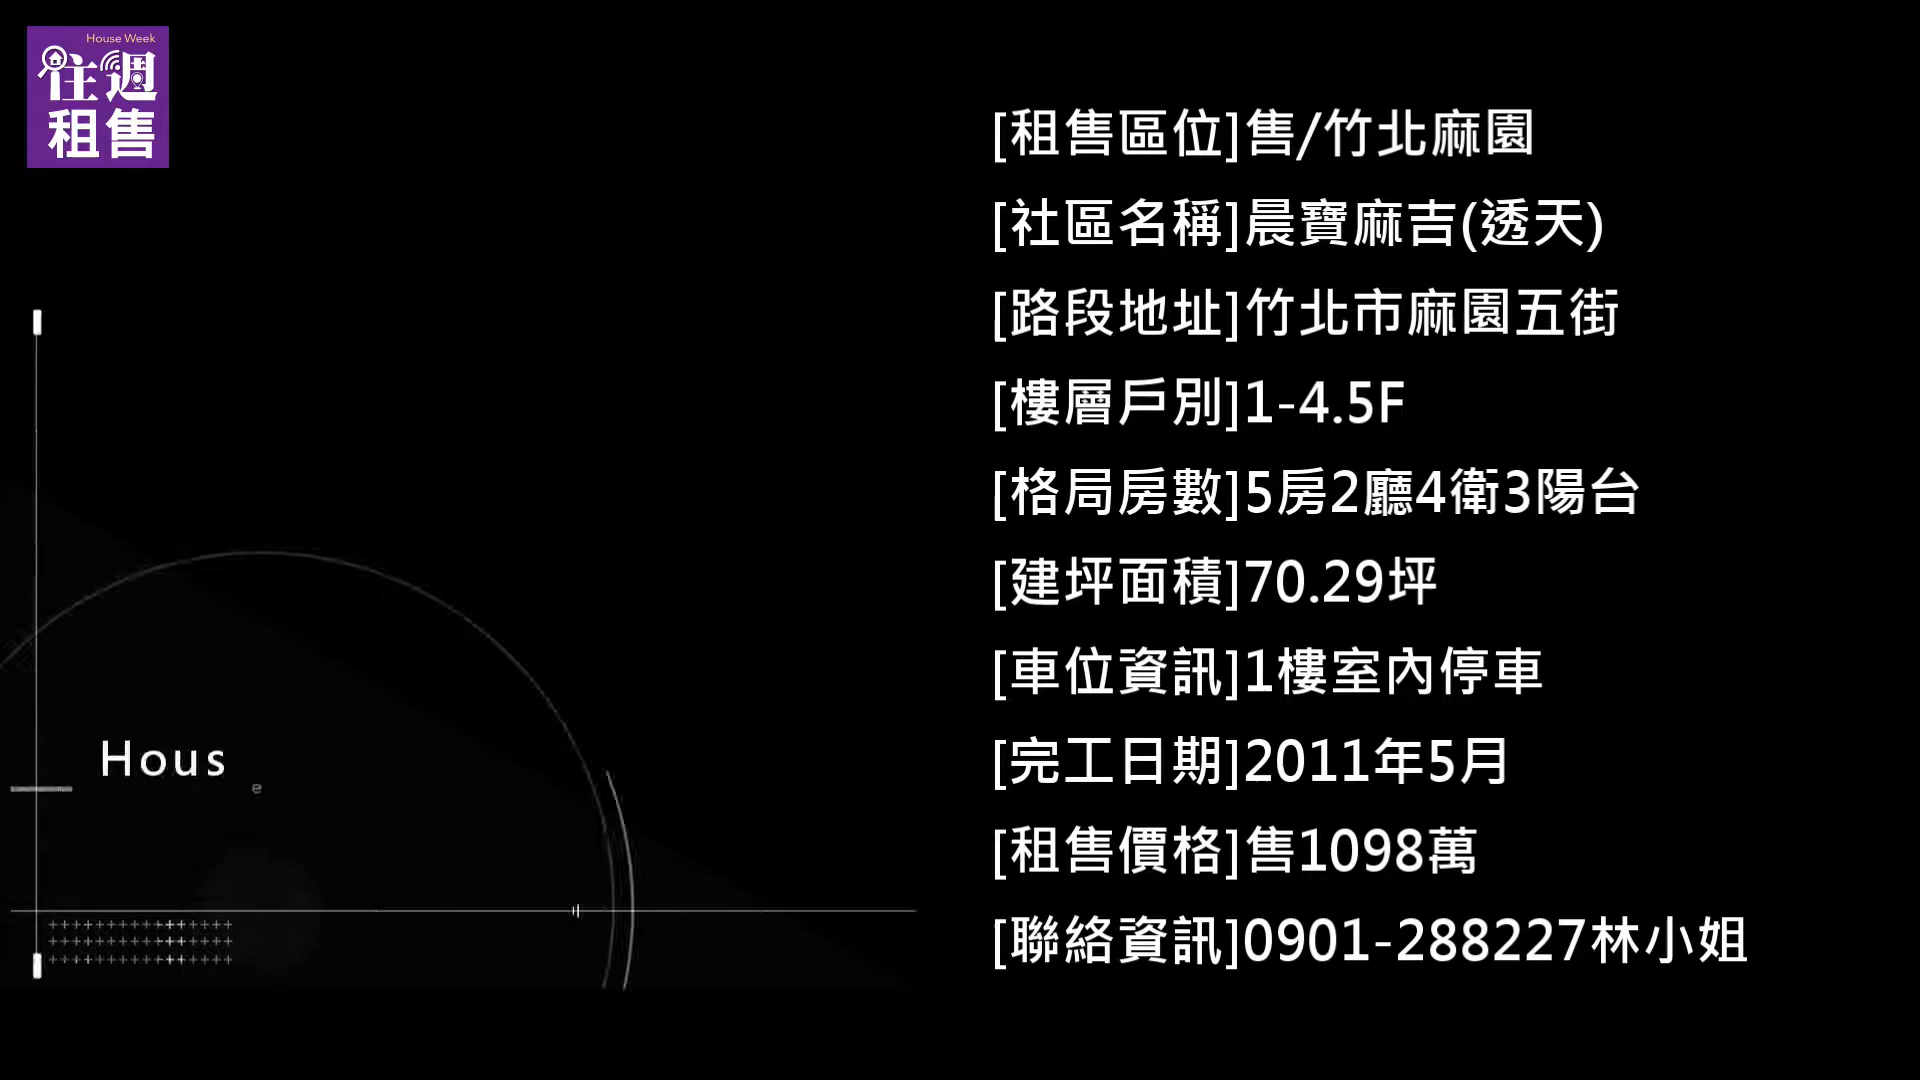 House Week
住週
租售
[租售區位]售/竹北麻園
[社區名稱]晨寶麻吉(透天)
[路段地址]竹北市麻園五街
[樓層戶別]1-4.5F
[格局房數]5房2廳4衛3陽台
[建坪面積]70.29坪
[車位資訊]1樓室內停車
[完工日期]2011年5月
[租售價格]售1098萬
[聯絡資訊]0901-288227林小姐
House